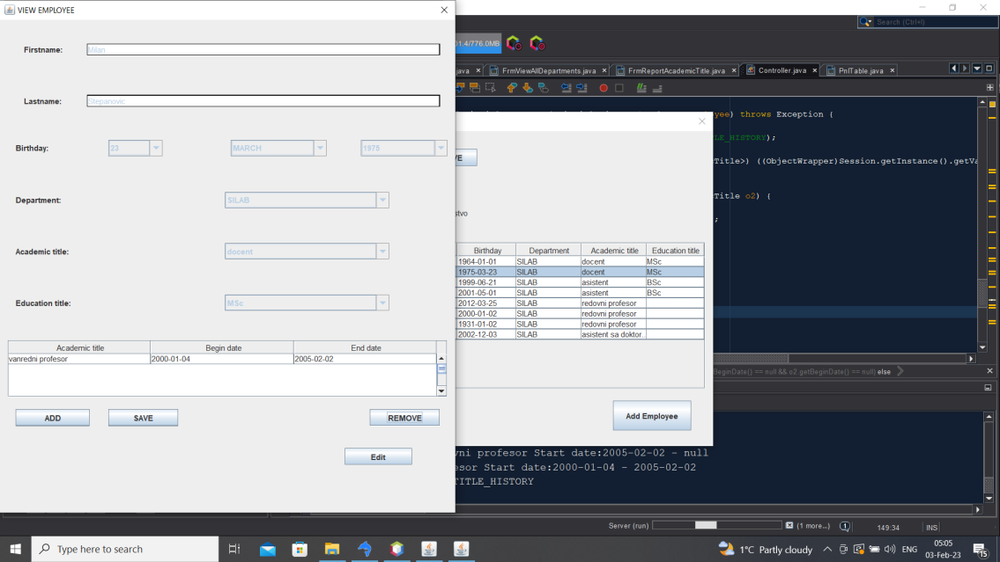 VIEW EMPLOYEE
Firstname: Milan
Lastname: Stepanovic
Birthday: 23 MARCH 1975
Department: SILAB
Academic title: docent
Education title: MSc
Academic title Begin date End date
vanredni profesor 2000-01-04 2005-02-02
ADD SAVE REMOVE
Edit
Search (Ctrl+I)
1.4/776.0MB
java FrmViewAllDepartments.java FrmReportAcademicTitle.java Controller.java PnlTable.java
yee) throws Exception {
LE_HISTORY);
Title>) ((ObjectWrapper)Session.getInstance().getVa
Title o2) {
;
VE
stvo
Birthday Department Academic title Education title
1964-01-01 SILAB docent MSc
1975-03-23 SILAB docent MSc
1999-06-21 SILAB asistent BSc
2001-05-01 SILAB asistent BSc
2012-03-25 SILAB redovni profesor
2000-01-02 SILAB redovni profesor
1931-01-02 SILAB redovni profesor
2002-12-03 SILAB asistent sa doktor...
Add Employee
BeginDate() == null && o2.getBeginDate() == null) else
vni profesor Start date:2005-02-02 - null
esor Start date:2000-01-04 - 2005-02-02
TITLE_HISTORY
Server (run) (1 more...) 1 149:34 INS
Type here to search
1°C Partly cloudy ENG 05:05
03-Feb-23 15